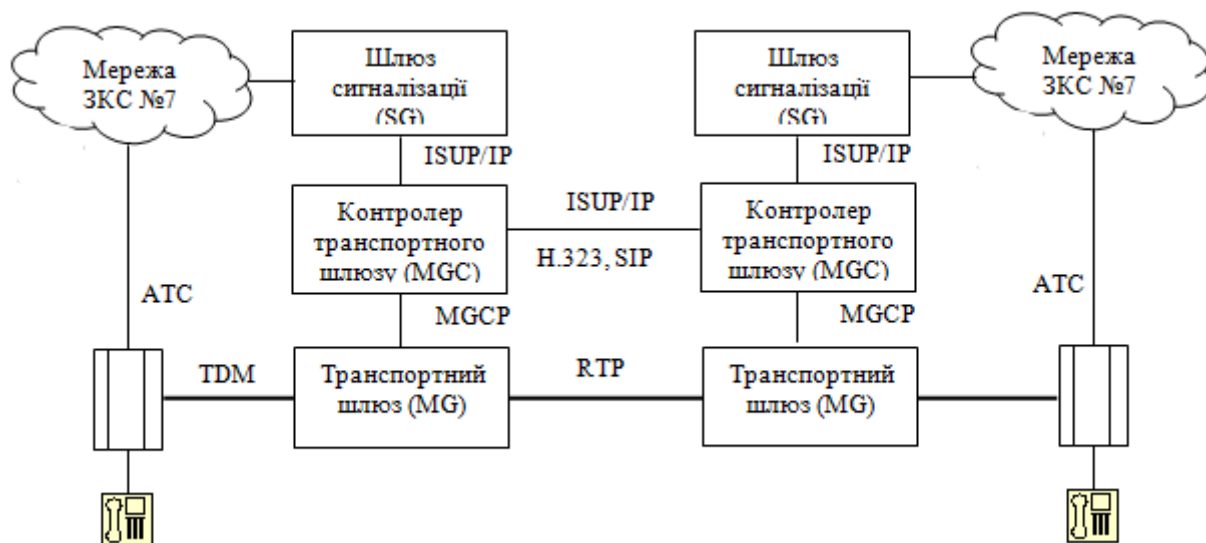 Мережа
ЗКС №7
Шлюз
сигналізації
(SG)
Шлюз
сигналізації
(SG)
Мережа
ЗКС №7
ISUP/IP
ISUP/IP
Контролер
транспортного
шлюзу (MGC)
ISUP/IP
H.323, SIP
Контролер
транспортного
шлюзу (MGC)
АТС
MGCP
MGCP
АТС
TDM
Транспортний
шлюз (MG)
RTP
Транспортний
шлюз (MG)